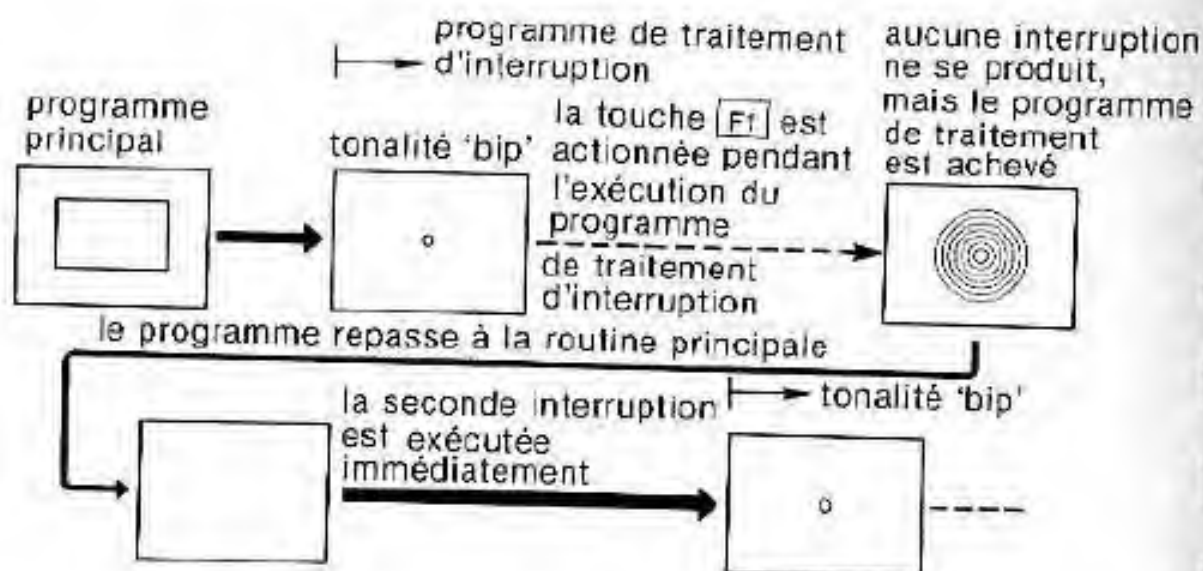 programme
principal
programme de traitement
d'interruption
tonalité 'bip'
la touche F1 est
actionnée pendant
l'exécution du
programme
de traitement
d'interruption
aucune interruption
ne se produit,
mais le programme
de traitement
est achevé
le programme repasse à la routine principale
la seconde interruption
est exécutée
immédiatement
tonalité 'bip'